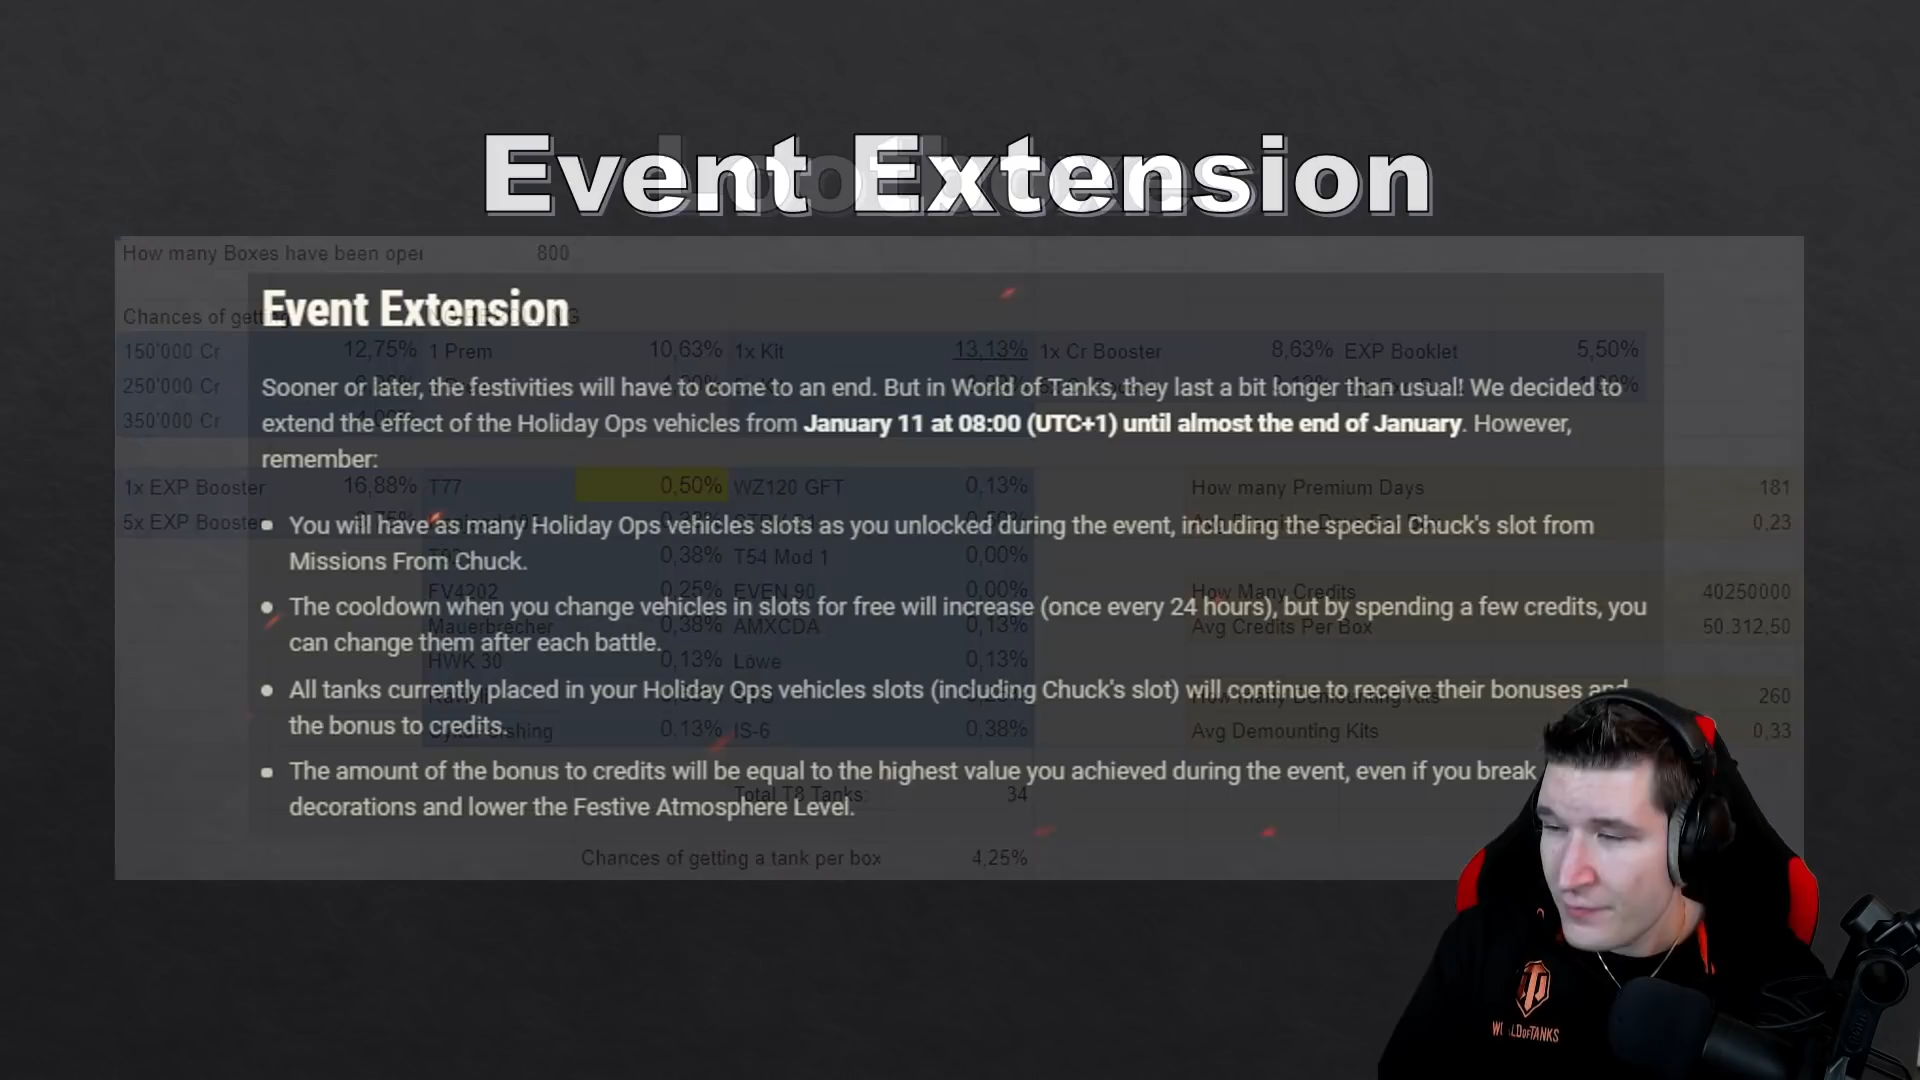 Event Extension
How many Boxes have been oper 800
Event Extension
Chances of
150'000 Cr 12,75% 1 Prem 10,63% 1x Kit 13,13% 1x Cr Booster 8,63% EXP Booklet 5,50%
250'000 Cr
Sooner or later, the festivities will have to come to an end. But in World of Tanks, they last a bit longer than usual! We decided to
350'000 Cr
extend the effect of the Holiday Ops vehicles from January 11 at 08:00 (UTC+1) until almost the end of January. However,
remember:
1x EXP Booster 16,88% T77 0,50% WZ120 GFT 0,13% How many Premium Days 181
5x EXP Booster 0,23
You will have as many Holiday Ops vehicles slots as you unlocked during the event, including the special Chuck's slot from
Missions From Chuck.
0,38% T54 Mod 1 0,00%
FV4202 0,25% EVEN 90 0,00% How Many Credits 40250000
The cooldown when you change vehicles in slots for free will increase (once every 24 hours), but by spending a few credits, you
can change them after each battle.
Mauerbrecher 0,38% AMXCDA 0,13% Avg Credits Per Box 50.312,50
HWK 30 0,13% Löwe 0,13%
All tanks currently placed in your Holiday Ops vehicles slots (including Chuck's slot) will continue to receive their bonuses and
the bonus to credits.
How many Demounting Kits 260
0,13% IS-6 0,38% Avg Demounting Kits 0,33
The amount of the bonus to credits will be equal to the highest value you achieved during the event, even if you break
decorations and lower the Festive Atmosphere Level.
Total T8 Tanks: 34
Chances of getting a tank per box 4,25%
WORLD OF TANKS